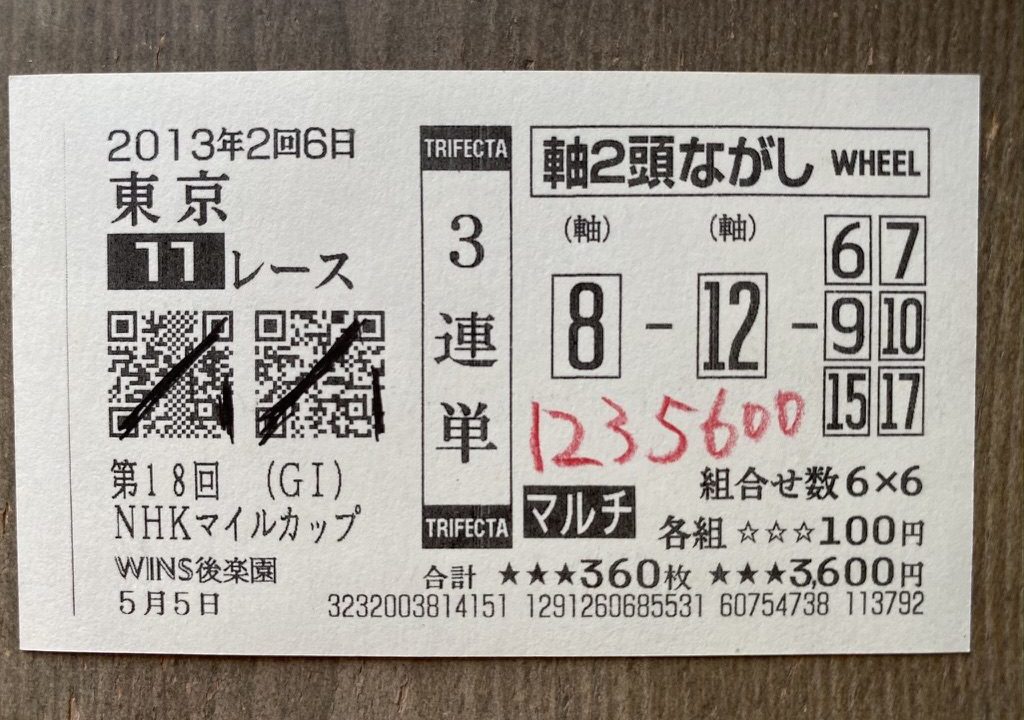 2013年2回6日
東京
11レース
第18回 (GI)
NHKマイルカップ
WINS後楽園
5月5日
TRIFECTA
3連単
TRIFECTA
軸2頭ながし WHEEL
(軸) (軸)
8 - 12 - 6 7
9 10
15 17
1235600
マルチ
組合せ数6×6
各組 ☆☆☆100円
合計 ★★★360枚 ★★★3,600円
3232003814151 1291260685531 60754738 113792